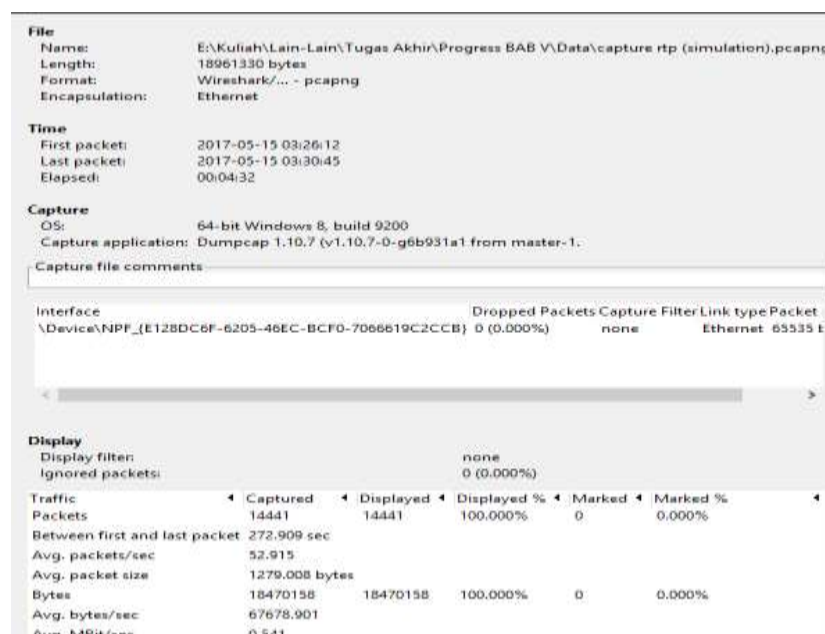 File
Name: E:\Kuliah\Lain-Lain\Tugas Akhir\Progress BAB V\Data\capture rtp (simulation).pcapng
Length: 18961330 bytes
Format: Wireshark/... - pcapng
Encapsulation: Ethernet
Time
First packet: 2017-05-15 03:26:12
Last packet: 2017-05-15 03:30:45
Elapsed: 00:04:32
Capture
OS: 64-bit Windows 8, build 9200
Capture application: Dumpcap 1.10.7 (v1.10.7-0-g6b931a1 from master-1.
Capture file comments
Interface Dropped Packets Capture Filter Link type Packet
\Device\NPF_{E128DC6F-6205-46EC-BCF0-7066619C2CCB} 0 (0.000%) none Ethernet 65535 b
Display
Display filter: none
Ignored packets: 0 (0.000%)
Traffic Captured Displayed Displayed % Marked Marked %
Packets 14441 14441 100.000% 0 0.000%
Between first and last packet 272.909 sec
Avg. packets/sec 52.915
Avg. packet size 1279.008 bytes
Bytes 18470158 18470158 100.000% 0 0.000%
Avg. bytes/sec 67678.901
Avg. MBit/sec 0.541